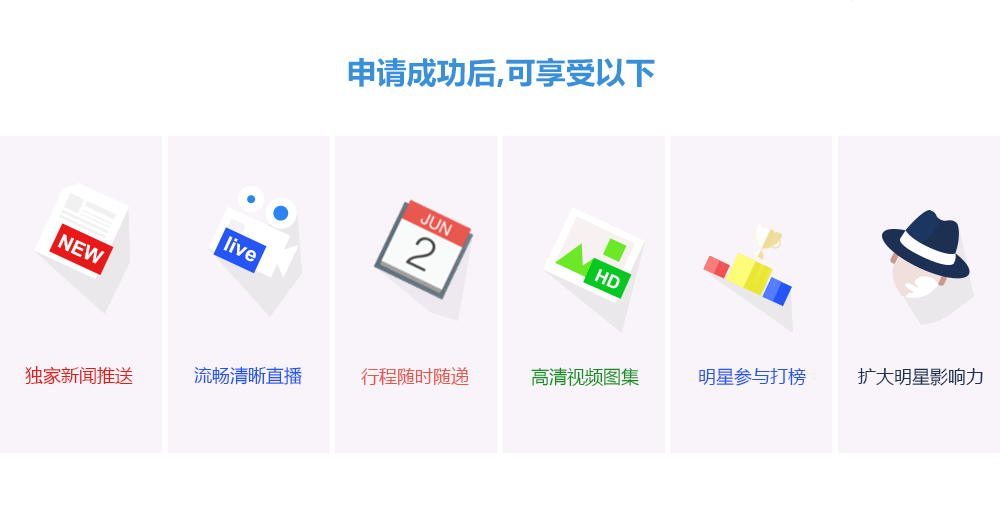 申请成功后,可享受以下
NEW
live
JUN
2
HD
独家新闻推送
流畅清晰直播
行程随时随递
高清视频图集
明星参与打榜
扩大明星影响力